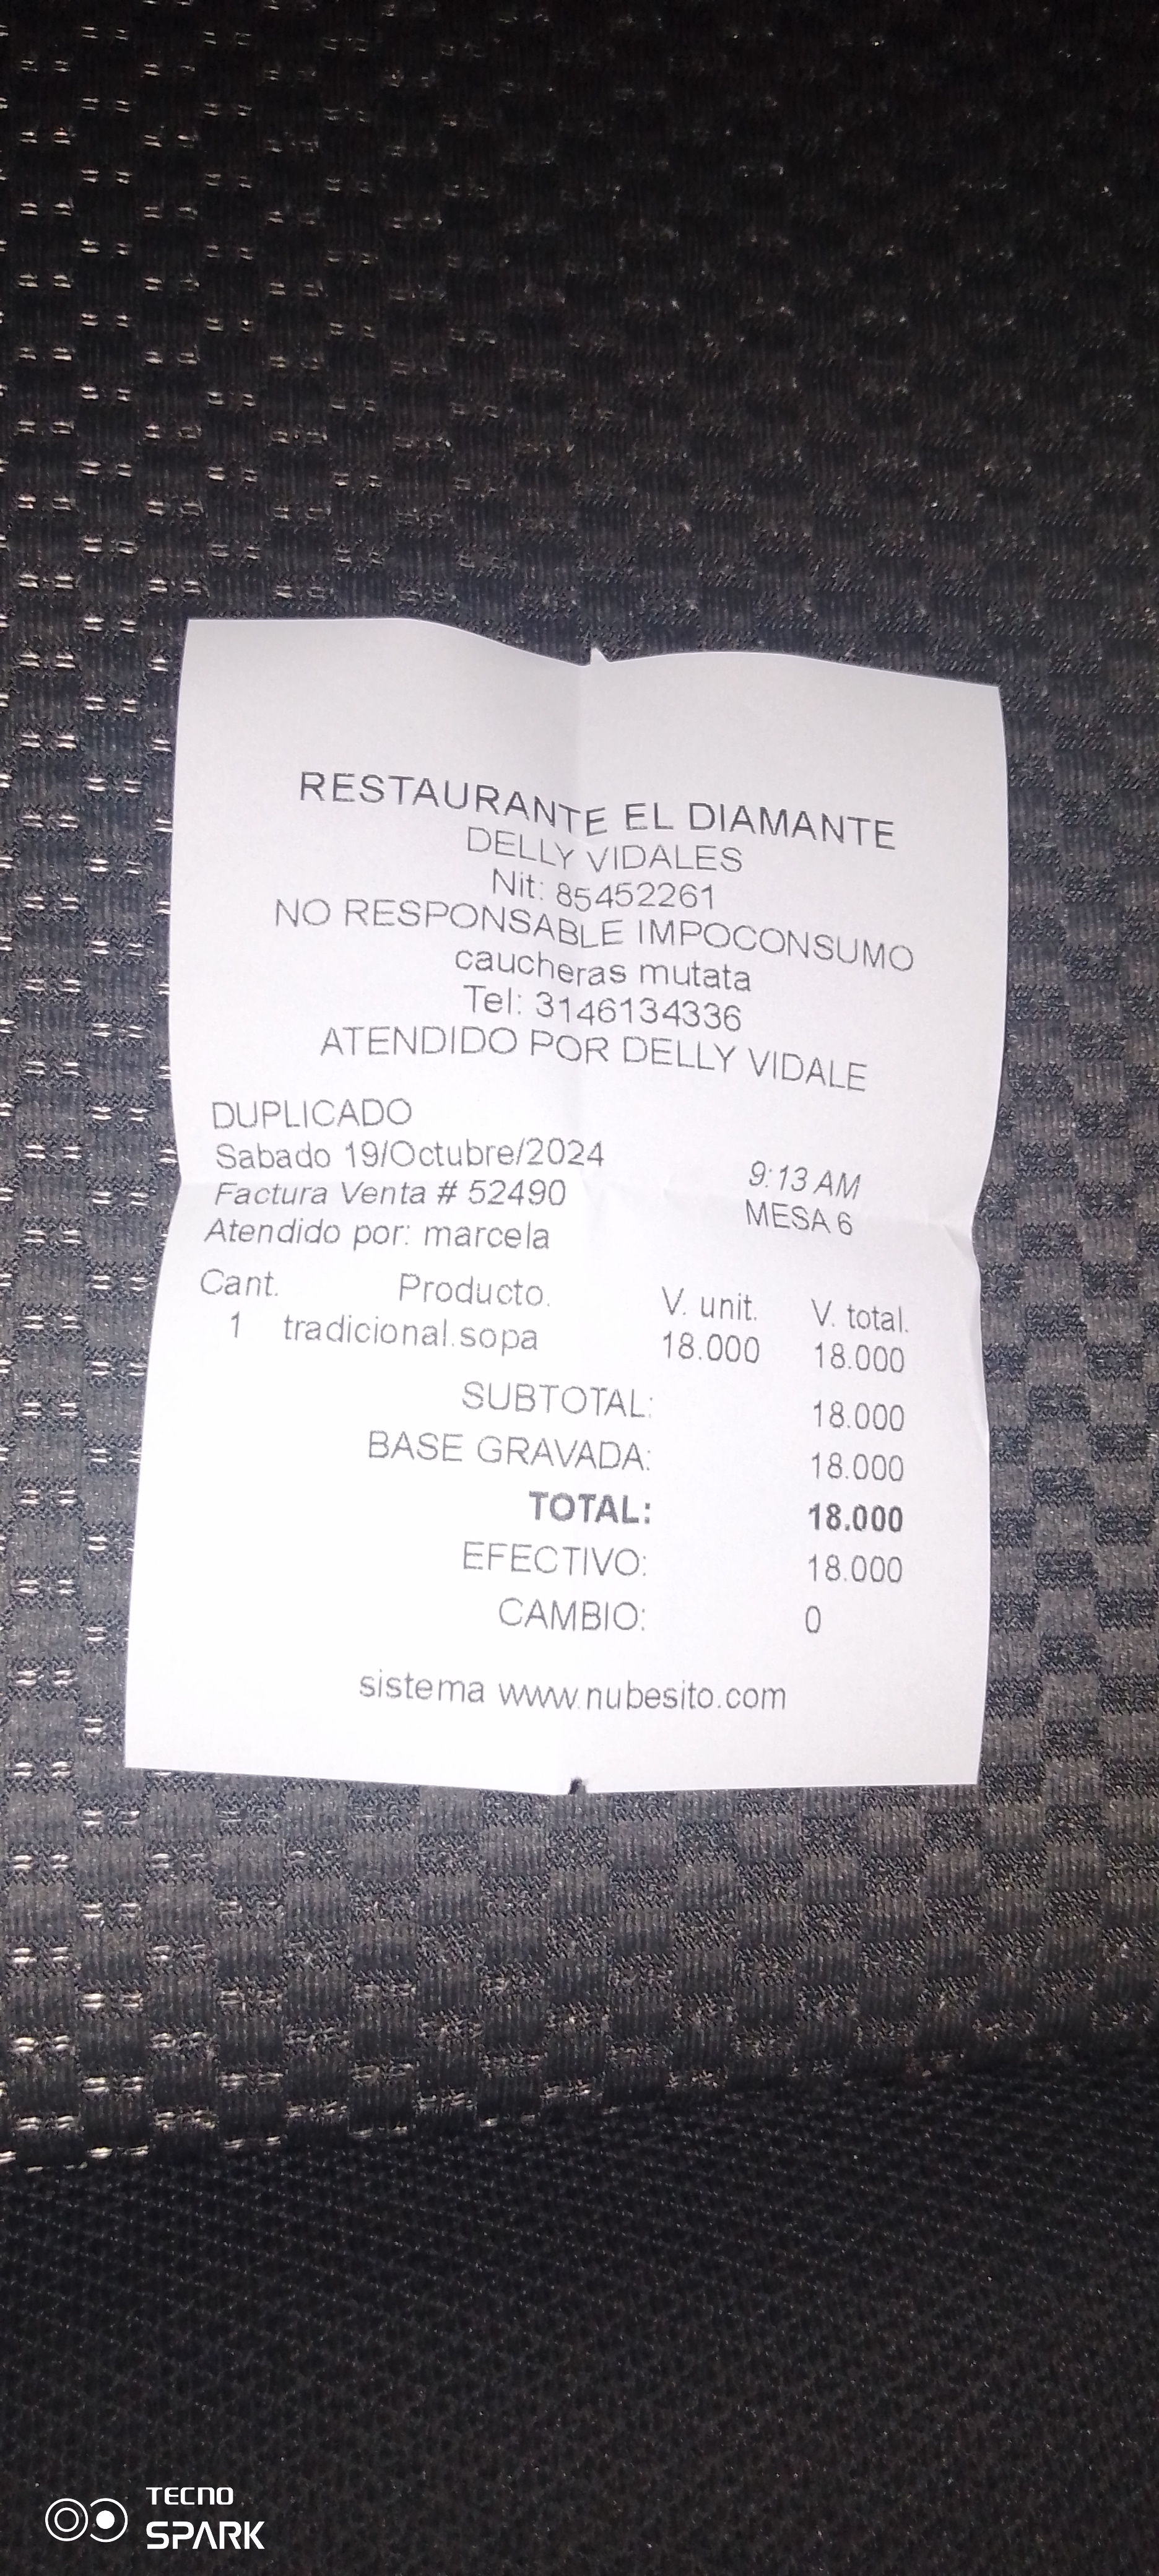 RESTAURANTE EL DIAMANTE
DELLY VIDALES
Nit: 85452261
NO RESPONSABLE IMPOCONSUMO
caucheras mutata
Tel: 3146134336
ATENDIDO POR DELLY VIDALE
DUPLICADO
Sabado 19/Octubre/2024 9:13 AM
Factura Venta # 52490 MESA 6
Atendido por: marcela
Cant. Producto. V. unit. V. total.
1 tradicional.sopa 18.000 18.000
SUBTOTAL: 18.000
BASE GRAVADA: 18.000
TOTAL: 18.000
EFECTIVO: 18.000
CAMBIO: 0
sistema www.nubesito.com
TECNO
SPARK